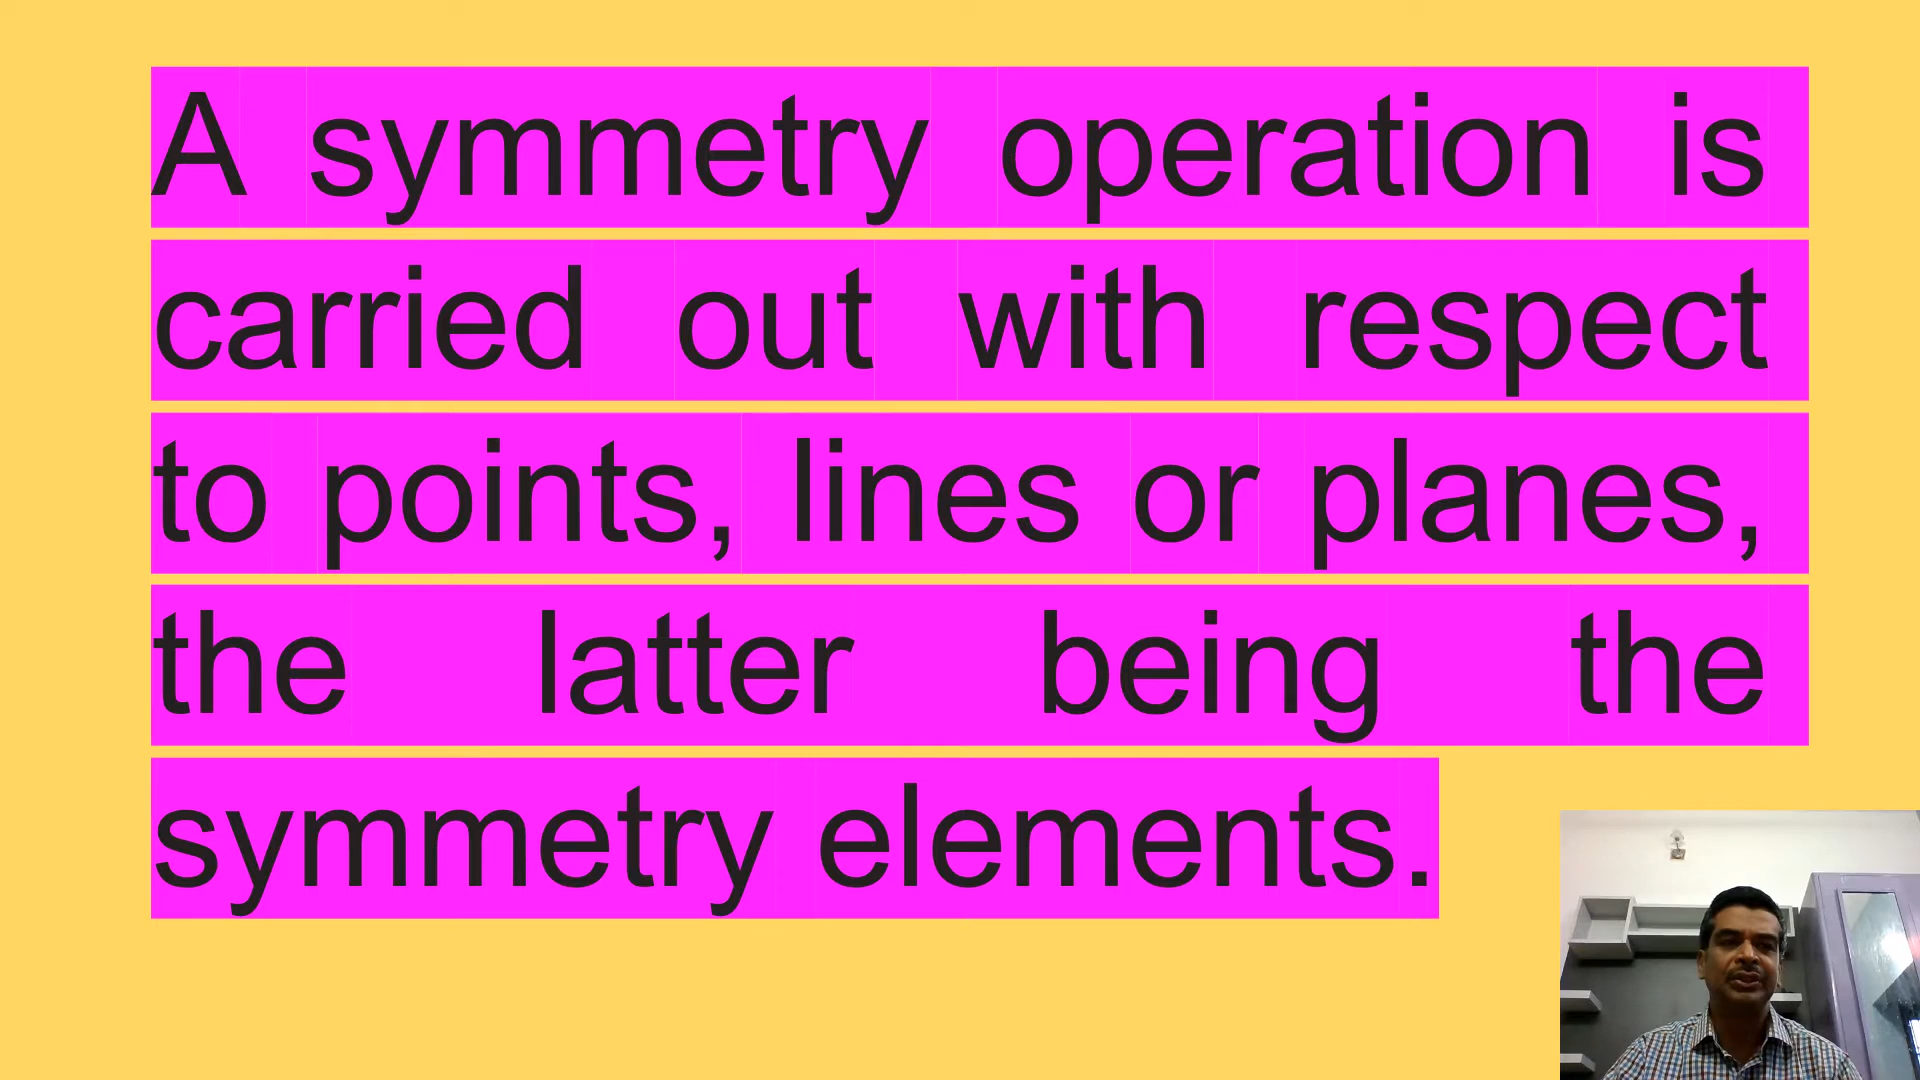 A symmetry operation is
carried out with respect
to points, lines or planes,
the latter being the
symmetry elements.